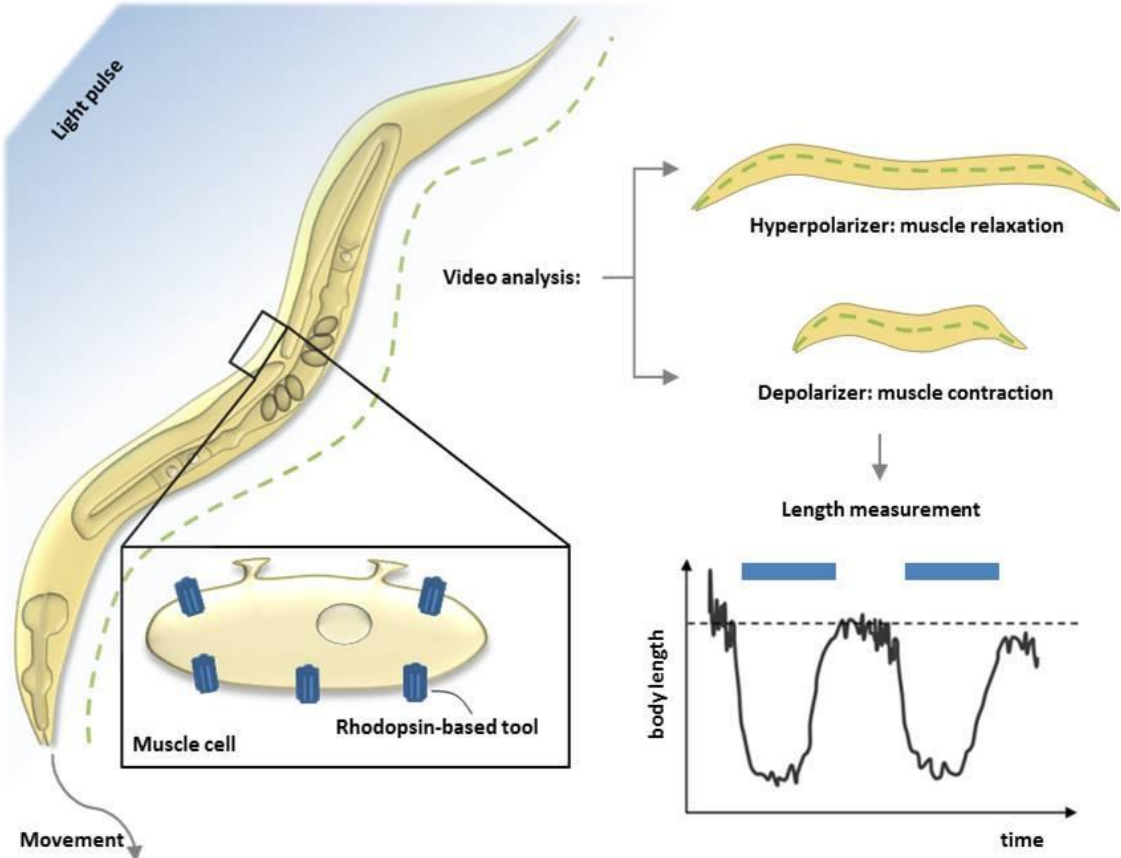 Light pulse
Video analysis:
Hyperpolarizer: muscle relaxation
Depolarizer: muscle contraction
Length measurement
body length
time
Rhodopsin-based tool
Muscle cell
Movement